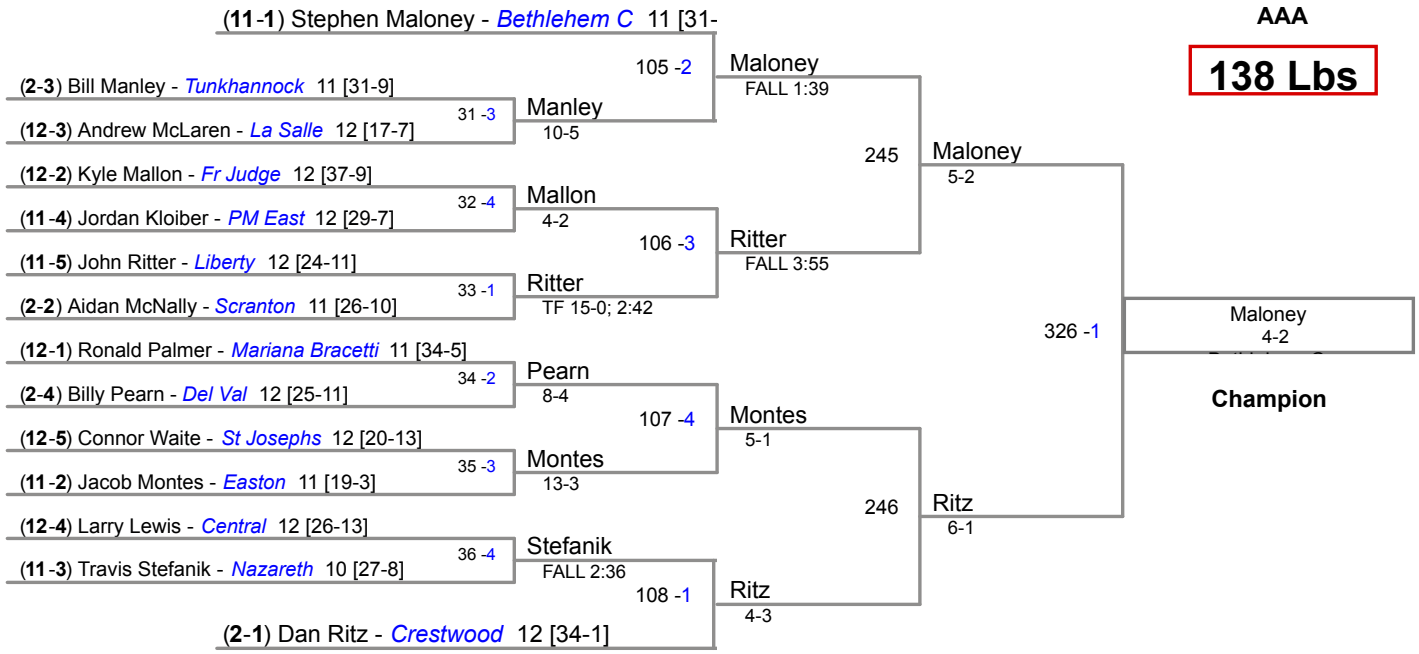 (11-1) Stephen Maloney - Bethlehem C 11 [31-
AAA
138 Lbs
105 -2
Maloney
FALL 1:39
(2-3) Bill Manley - Tunkhannock 11 [31-9]
31 -3
Manley
10-5
(12-3) Andrew McLaren - La Salle 12 [17-7]
245
Maloney
5-2
(12-2) Kyle Mallon - Fr Judge 12 [37-9]
32 -4
Mallon
4-2
(11-4) Jordan Kloiber - PM East 12 [29-7]
106 -3
Ritter
FALL 3:55
(11-5) John Ritter - Liberty 12 [24-11]
33 -1
Ritter
TF 15-0; 2:42
(2-2) Aidan McNally - Scranton 11 [26-10]
326 -1
Maloney
4-2
Champion
(12-1) Ronald Palmer - Mariana Bracetti 11 [34-5]
34 -2
Pearn
8-4
(2-4) Billy Pearn - Del Val 12 [25-11]
107 -4
Montes
5-1
(12-5) Connor Waite - St Josephs 12 [20-13]
35 -3
Montes
13-3
(11-2) Jacob Montes - Easton 11 [19-3]
246
Ritz
6-1
(12-4) Larry Lewis - Central 12 [26-13]
36 -4
Stefanik
FALL 2:36
(11-3) Travis Stefanik - Nazareth 10 [27-8]
108 -1
Ritz
4-3
(2-1) Dan Ritz - Crestwood 12 [34-1]